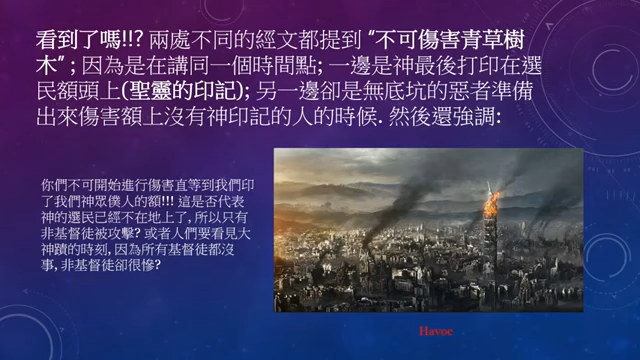 看到了嗎!!? 兩處不同的經文都提到 “不可傷害青草樹
木” ; 因為是在講同一個時間點; 一邊是神最後打印在選
民額頭上(聖靈的印記); 另一邊卻是無底坑的惡者準備
出來傷害額上沒有神印記的人的時候. 然後還強調:
你們不可開始進行傷害直等到我們印
了我們神眾僕人的額!!! 這是否代表
神的選民已經不在地上了, 所以只有
非基督徒被攻擊? 或者人們要看見大
神蹟的時刻, 因為所有基督徒都沒
事, 非基督徒卻很慘?
Havoc